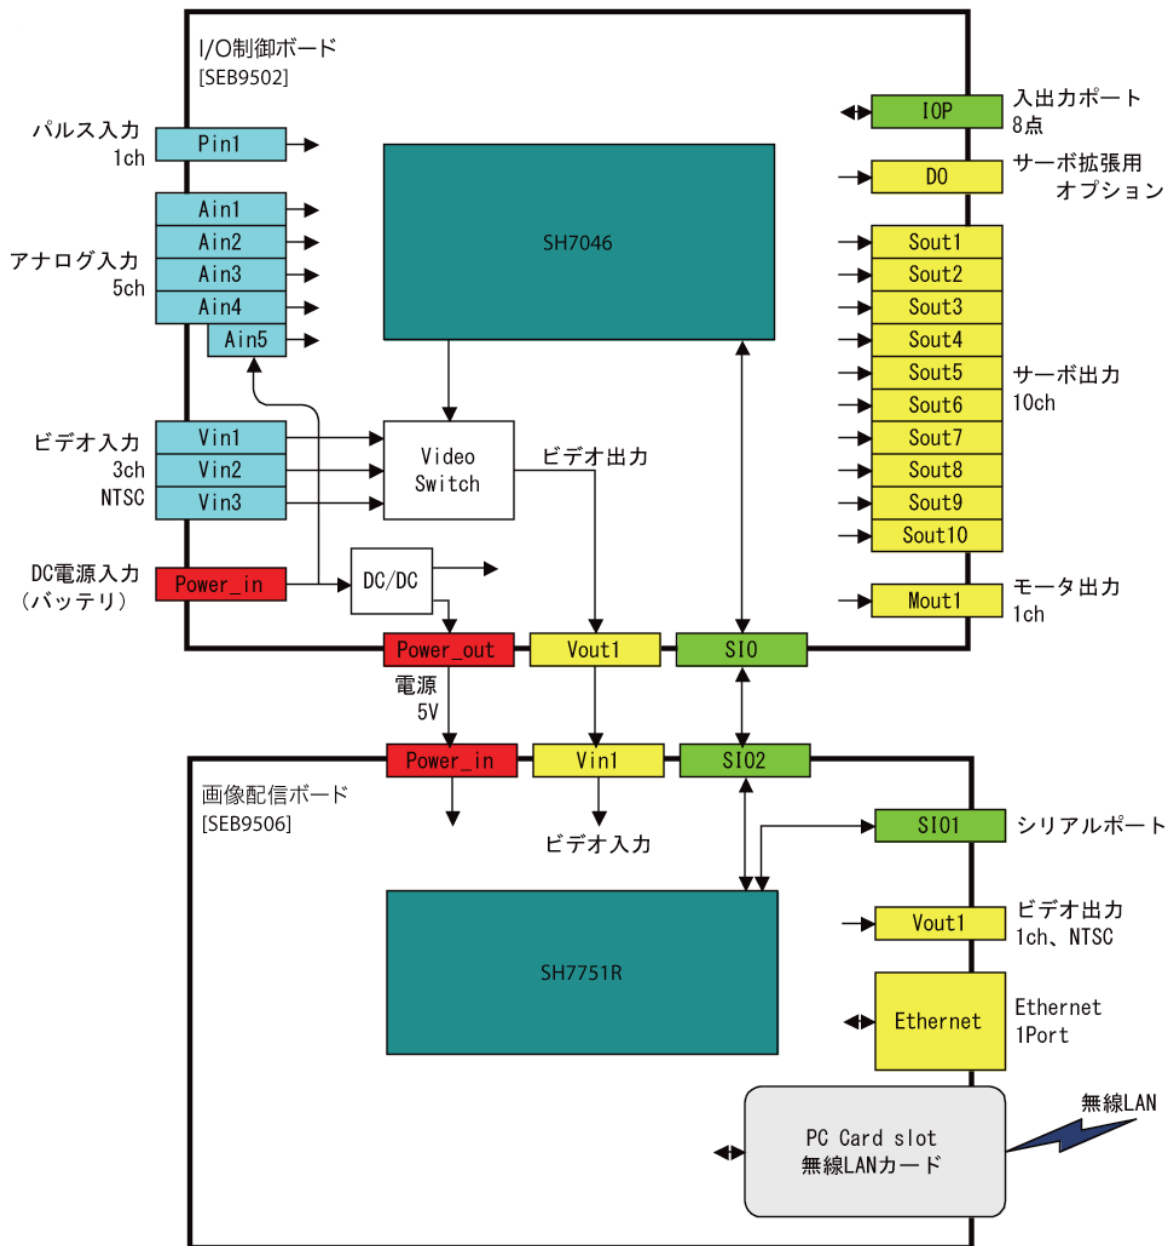 I/O制御ボード
[SEB9502]
パルス入力
1ch
Pin1
アナログ入力
5ch
Ain1
Ain2
Ain3
Ain4
Ain5
ビデオ入力
3ch
NTSC
Vin1
Vin2
Vin3
DC電源入力
(バッテリ)
Power_in
SH7046
Video
Switch
ビデオ出力
DC/DC
IOP
入出力ポート
8点
DO
サーボ拡張用
オプション
Sout1
Sout2
Sout3
Sout4
Sout5
Sout6
Sout7
Sout8
Sout9
Sout10
サーボ出力
10ch
Mout1
モータ出力
1ch
Power_out
Vout1
SIO
電源
5V
Power_in
Vin1
SIO2
画像配信ボード
[SEB9506]
ビデオ入力
SH7751R
SIO1
シリアルポート
Vout1
ビデオ出力
1ch、NTSC
Ethernet
Ethernet
1Port
PC Card slot
無線LANカード
無線LAN